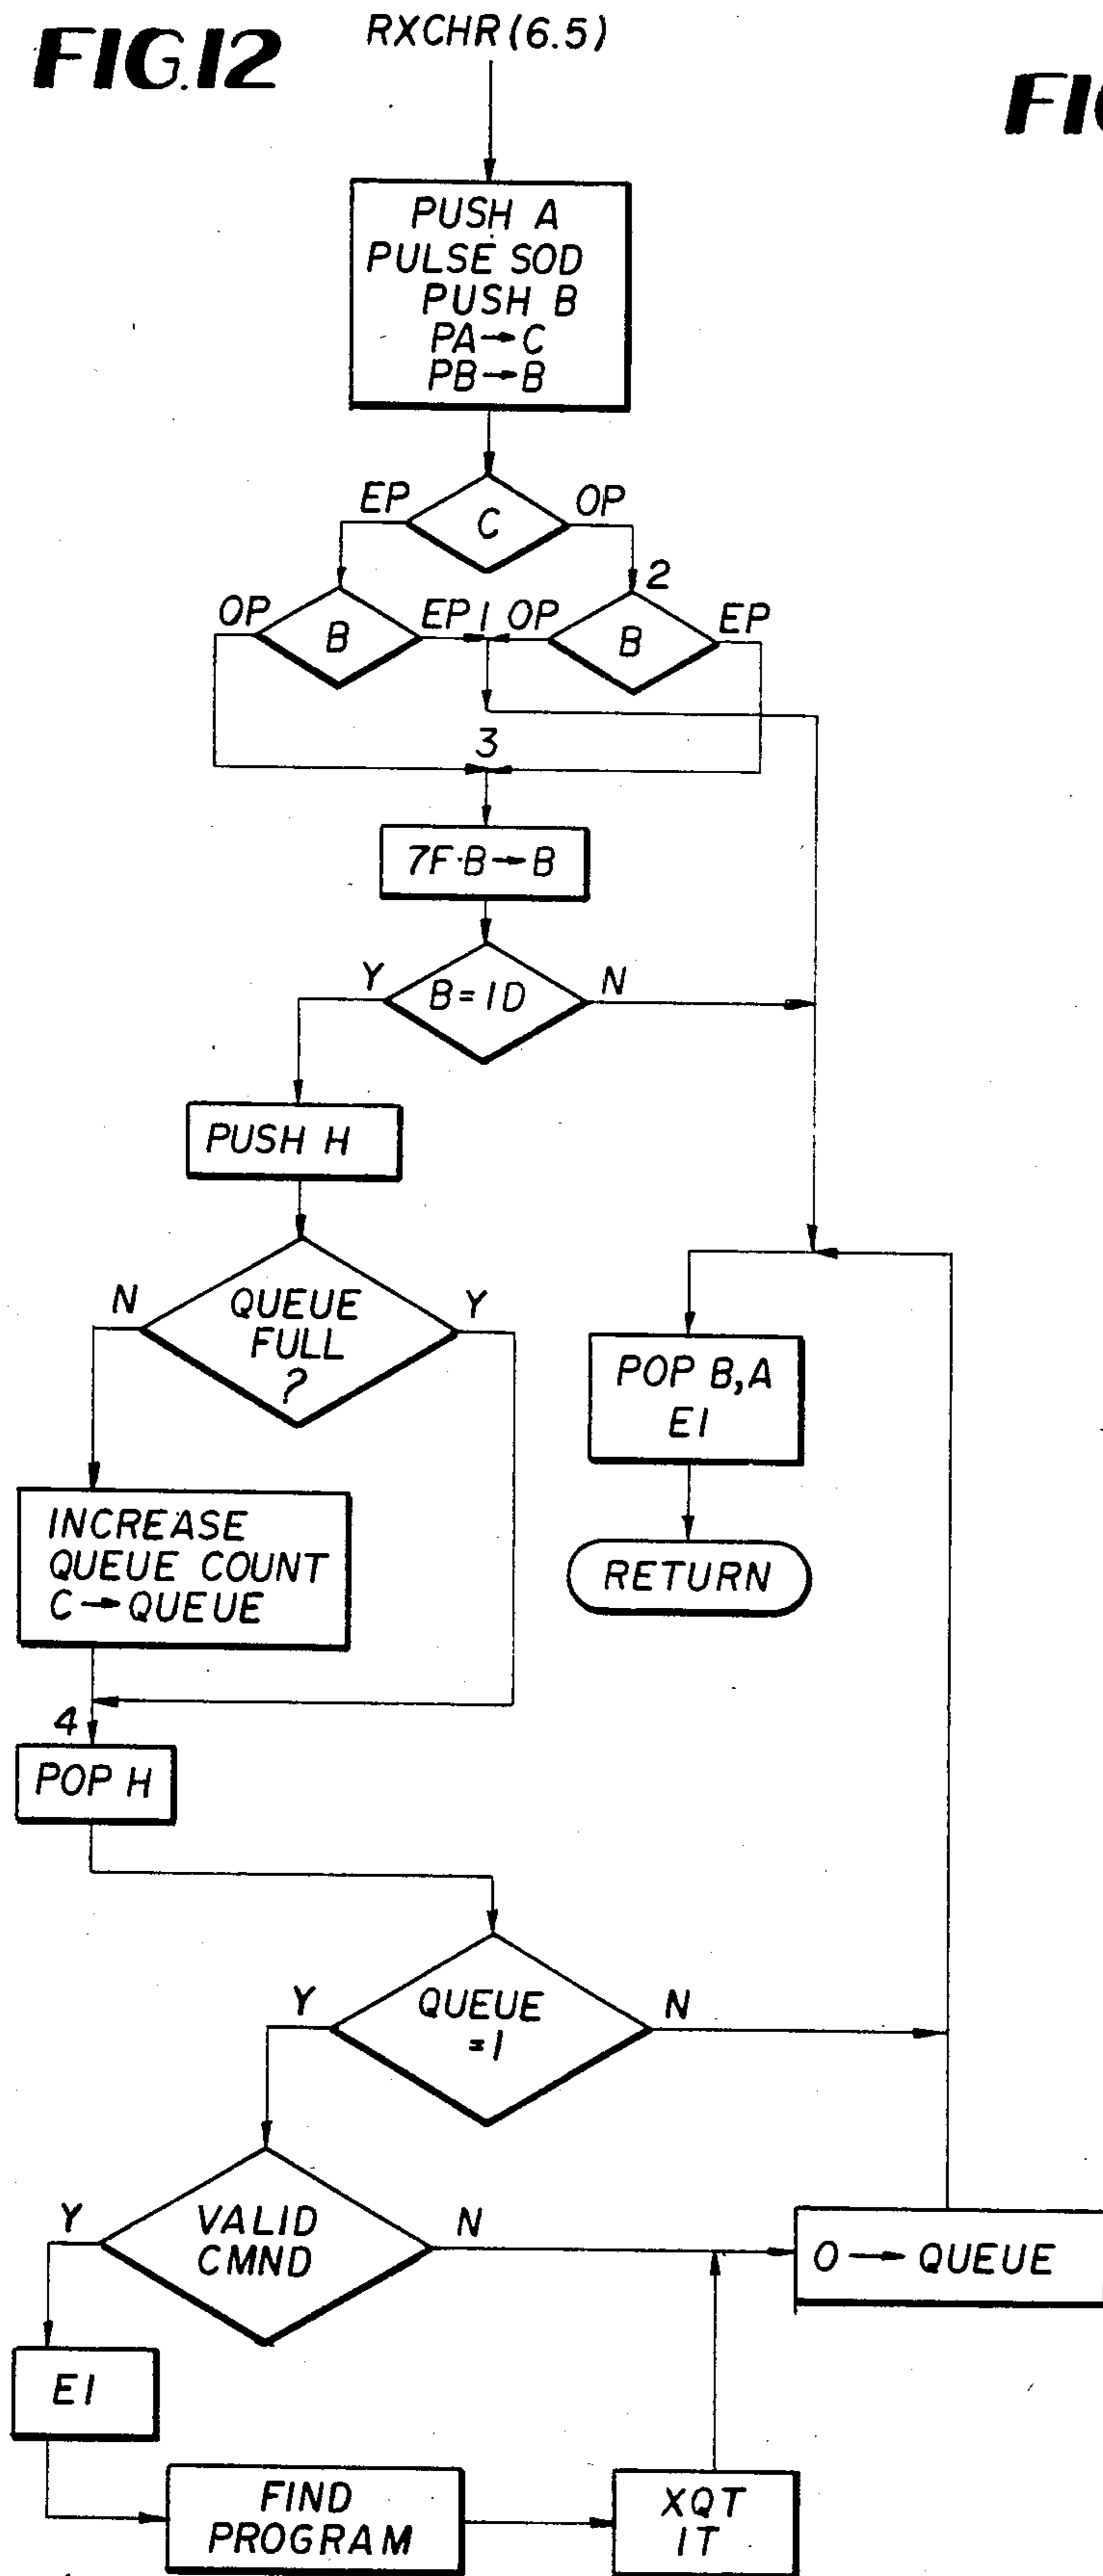 FIG.12
RXCHR (6.5)
FIG
PUSH A
PULSE SOD
PUSH B
PA→C
PB→B
EP
C
OP
2
OP
B
EP
1
OP
B
EP
3
7F·B→B
Y
B=ID
N
PUSH H
N
QUEUE
FULL
?
Y
POP B,A
EI
INCREASE
QUEUE COUNT
C→QUEUE
RETURN
4
POP H
Y
QUEUE
=1
N
Y
VALID
CMND
N
O→QUEUE
EI
FIND
PROGRAM
XQT
IT